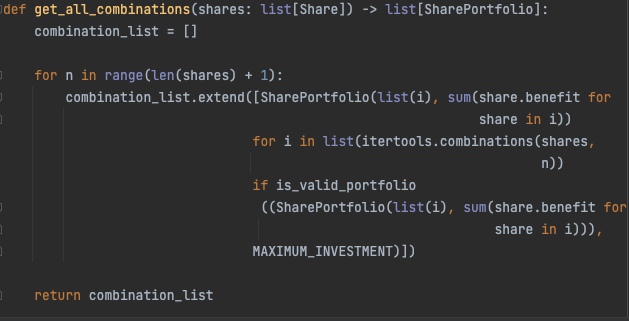 def get_all_combinations(shares: list[Share]) -> list[SharePortfolio]:
    combination_list = []

    for n in range(len(shares) + 1):
        combination_list.extend([SharePortfolio(list(i), sum(share.benefit for
                                                             share in i))
                                for i in list(itertools.combinations(shares,
                                                                     n))
                                if is_valid_portfolio
                                 ((SharePortfolio(list(i), sum(share.benefit for
                                                               share in i))),
                                MAXIMUM_INVESTMENT)])

    return combination_list